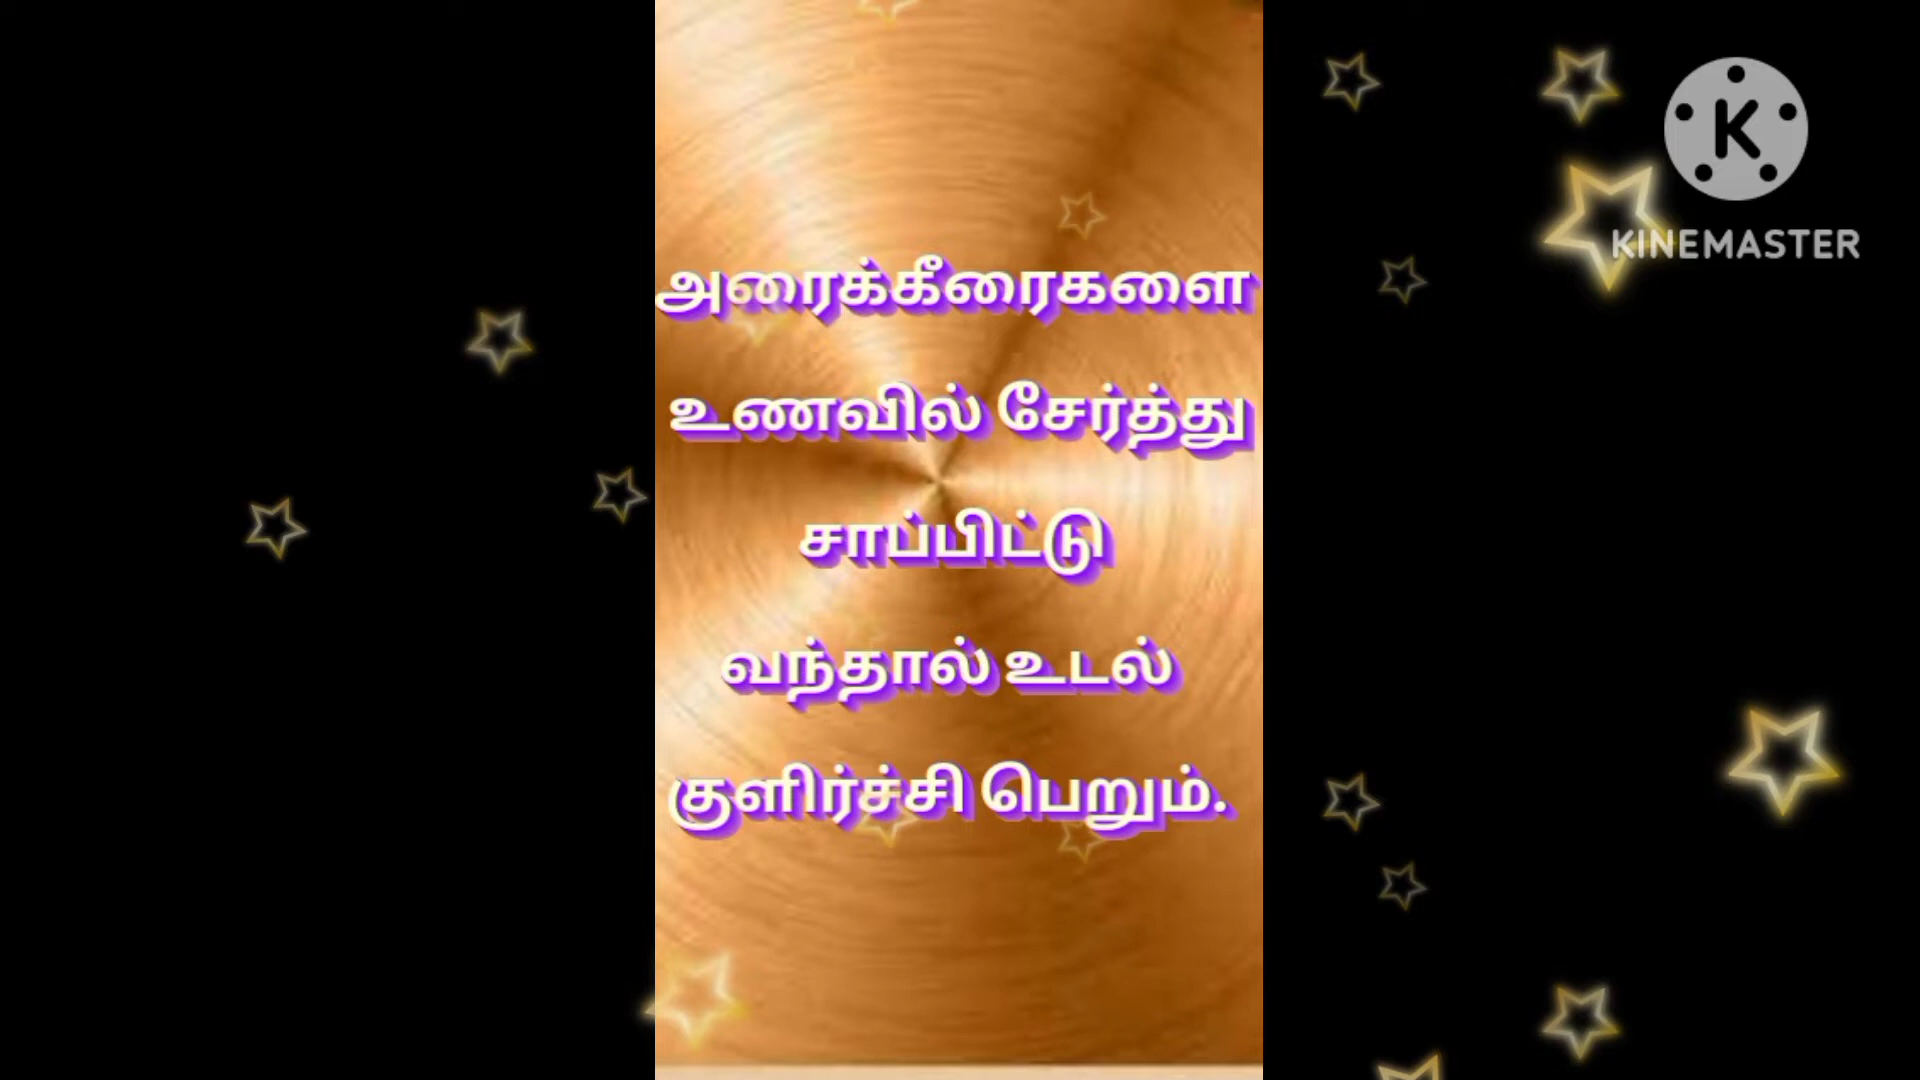 அரைக்கீரைகளை
உணவில் சேர்த்து
சாப்பிட்டு
வந்தால் உடல்
குளிர்ச்சி பெறும்.
K
KINEMASTER